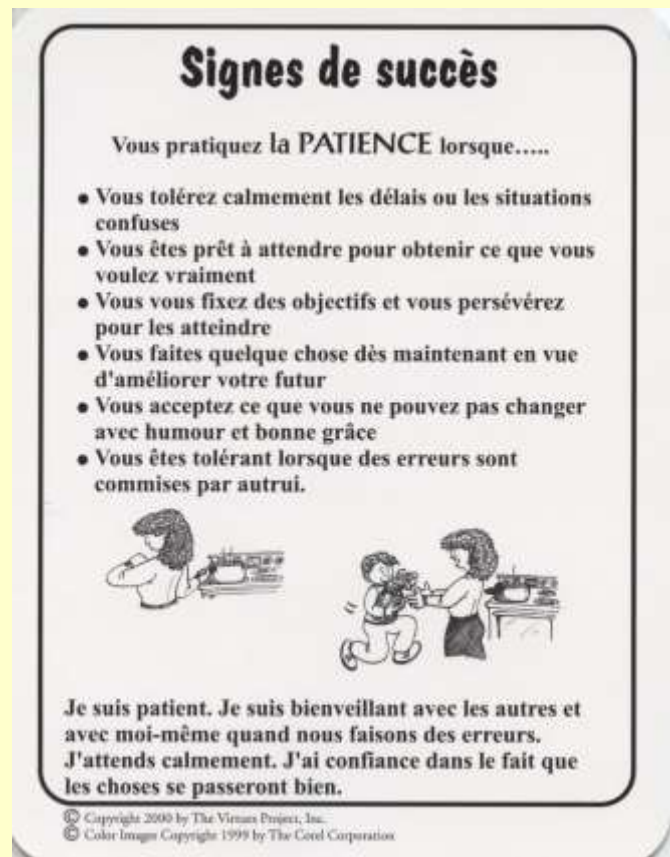 Signes de succès
Vous pratiquez la PATIENCE lorsque.....
• Vous tolérez calmement les délais ou les situations
confuses
• Vous êtes prêt à attendre pour obtenir ce que vous
voulez vraiment
• Vous vous fixez des objectifs et vous persévérez
pour les atteindre
• Vous faites quelque chose dès maintenant en vue
d'améliorer votre futur
• Vous acceptez ce que vous ne pouvez pas changer
avec humour et bonne grâce
• Vous êtes tolérant lorsque des erreurs sont
commises par autrui.
Je suis patient. Je suis bienveillant avec les autres et
avec moi-même quand nous faisons des erreurs.
J'attends calmement. J'ai confiance dans le fait que
les choses se passeront bien.
© Copyright 2000 by The Virtues Project, Inc.
© Color Images Copyright 1999 by The Corel Corporation